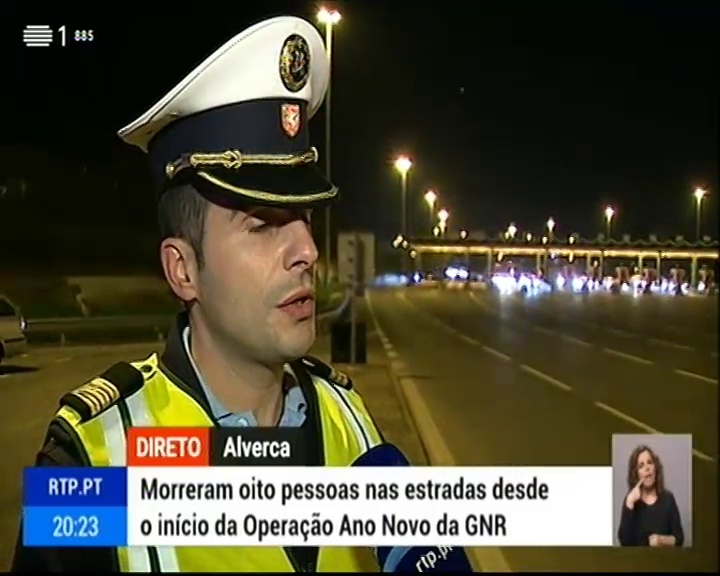 1 885
DIRETO Alverca
RTP.PT
20:23
Morreram oito pessoas nas estradas desde
o início da Operação Ano Novo da GNR
rtp.p